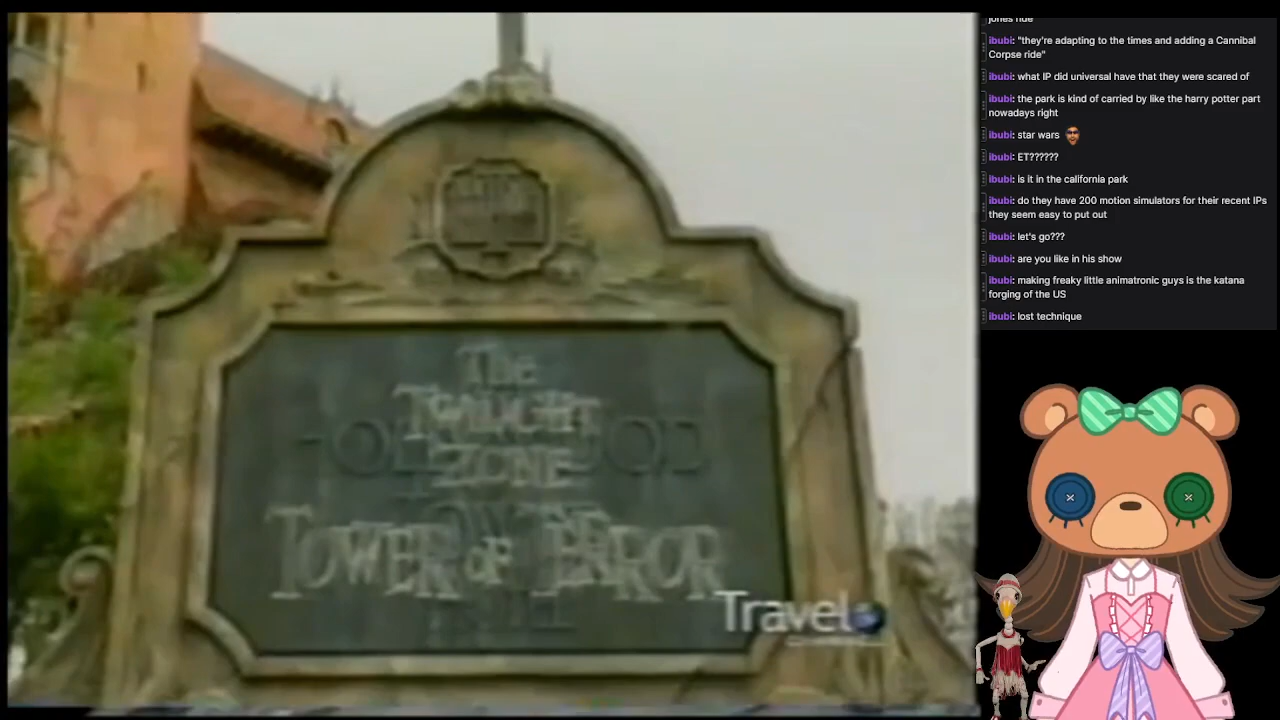 The
TWILIGHT
ZONE
TOWER OF TERROR
Travel
jones ride
ibubi: "they're adapting to the times and adding a Cannibal
Corpse ride"
ibubi: what IP did universal have that they were scared of
ibubi: the park is kind of carried by like the harry potter part
nowadays right
ibubi: star wars
ibubi: ET??????
ibubi: is it in the california park
ibubi: do they have 200 motion simulators for their recent IPs
they seem easy to put out
ibubi: let's go???
ibubi: are you like in his show
ibubi: making freaky little animatronic guys is the katana
forging of the US
ibubi: lost technique